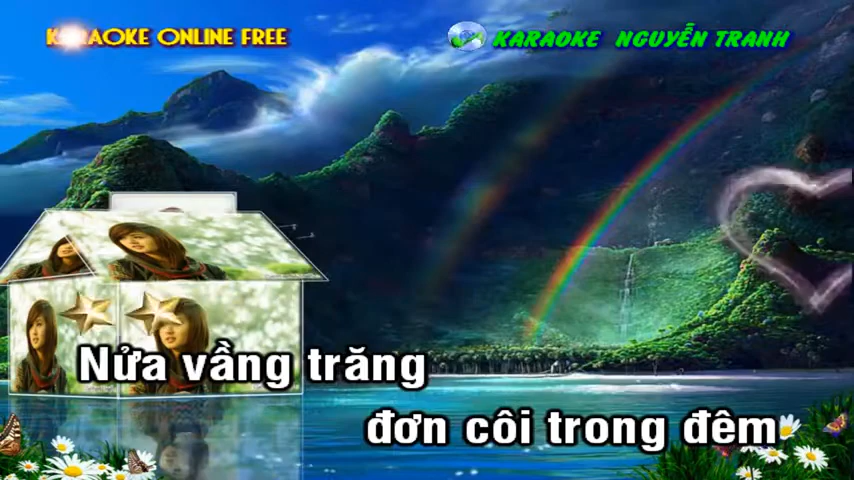 KARAOKE ONLINE FREE
KARAOKE NGUYỄN TRANH
Nửa vầng trăng
đơn côi trong đêm